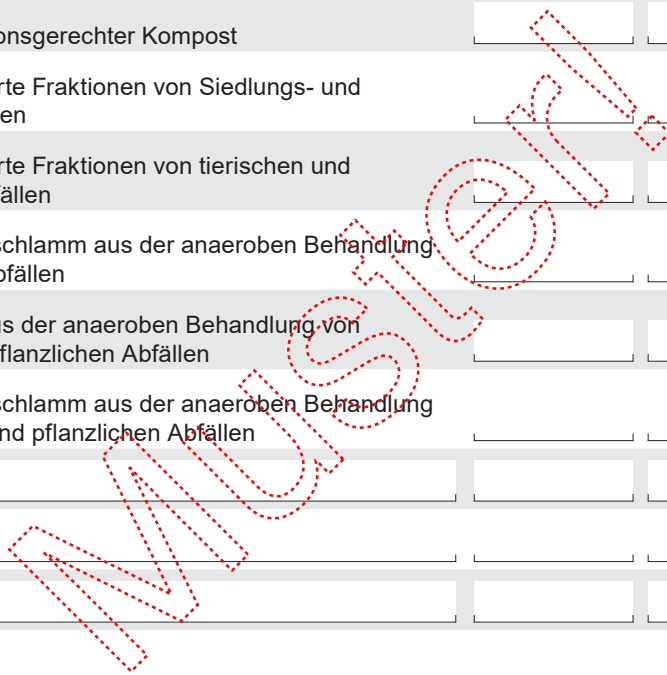 onsgerechter Kompost
rte Fraktionen von Siedlungs- und
en
rte Fraktionen von tierischen und
fällen
schlamm aus der anaeroben Behandlung
bfällen
us der anaeroben Behandlung von
flanzlichen Abfällen
schlamm aus der anaeroben Behandlung
nd pflanzlichen Abfällen
Muster!